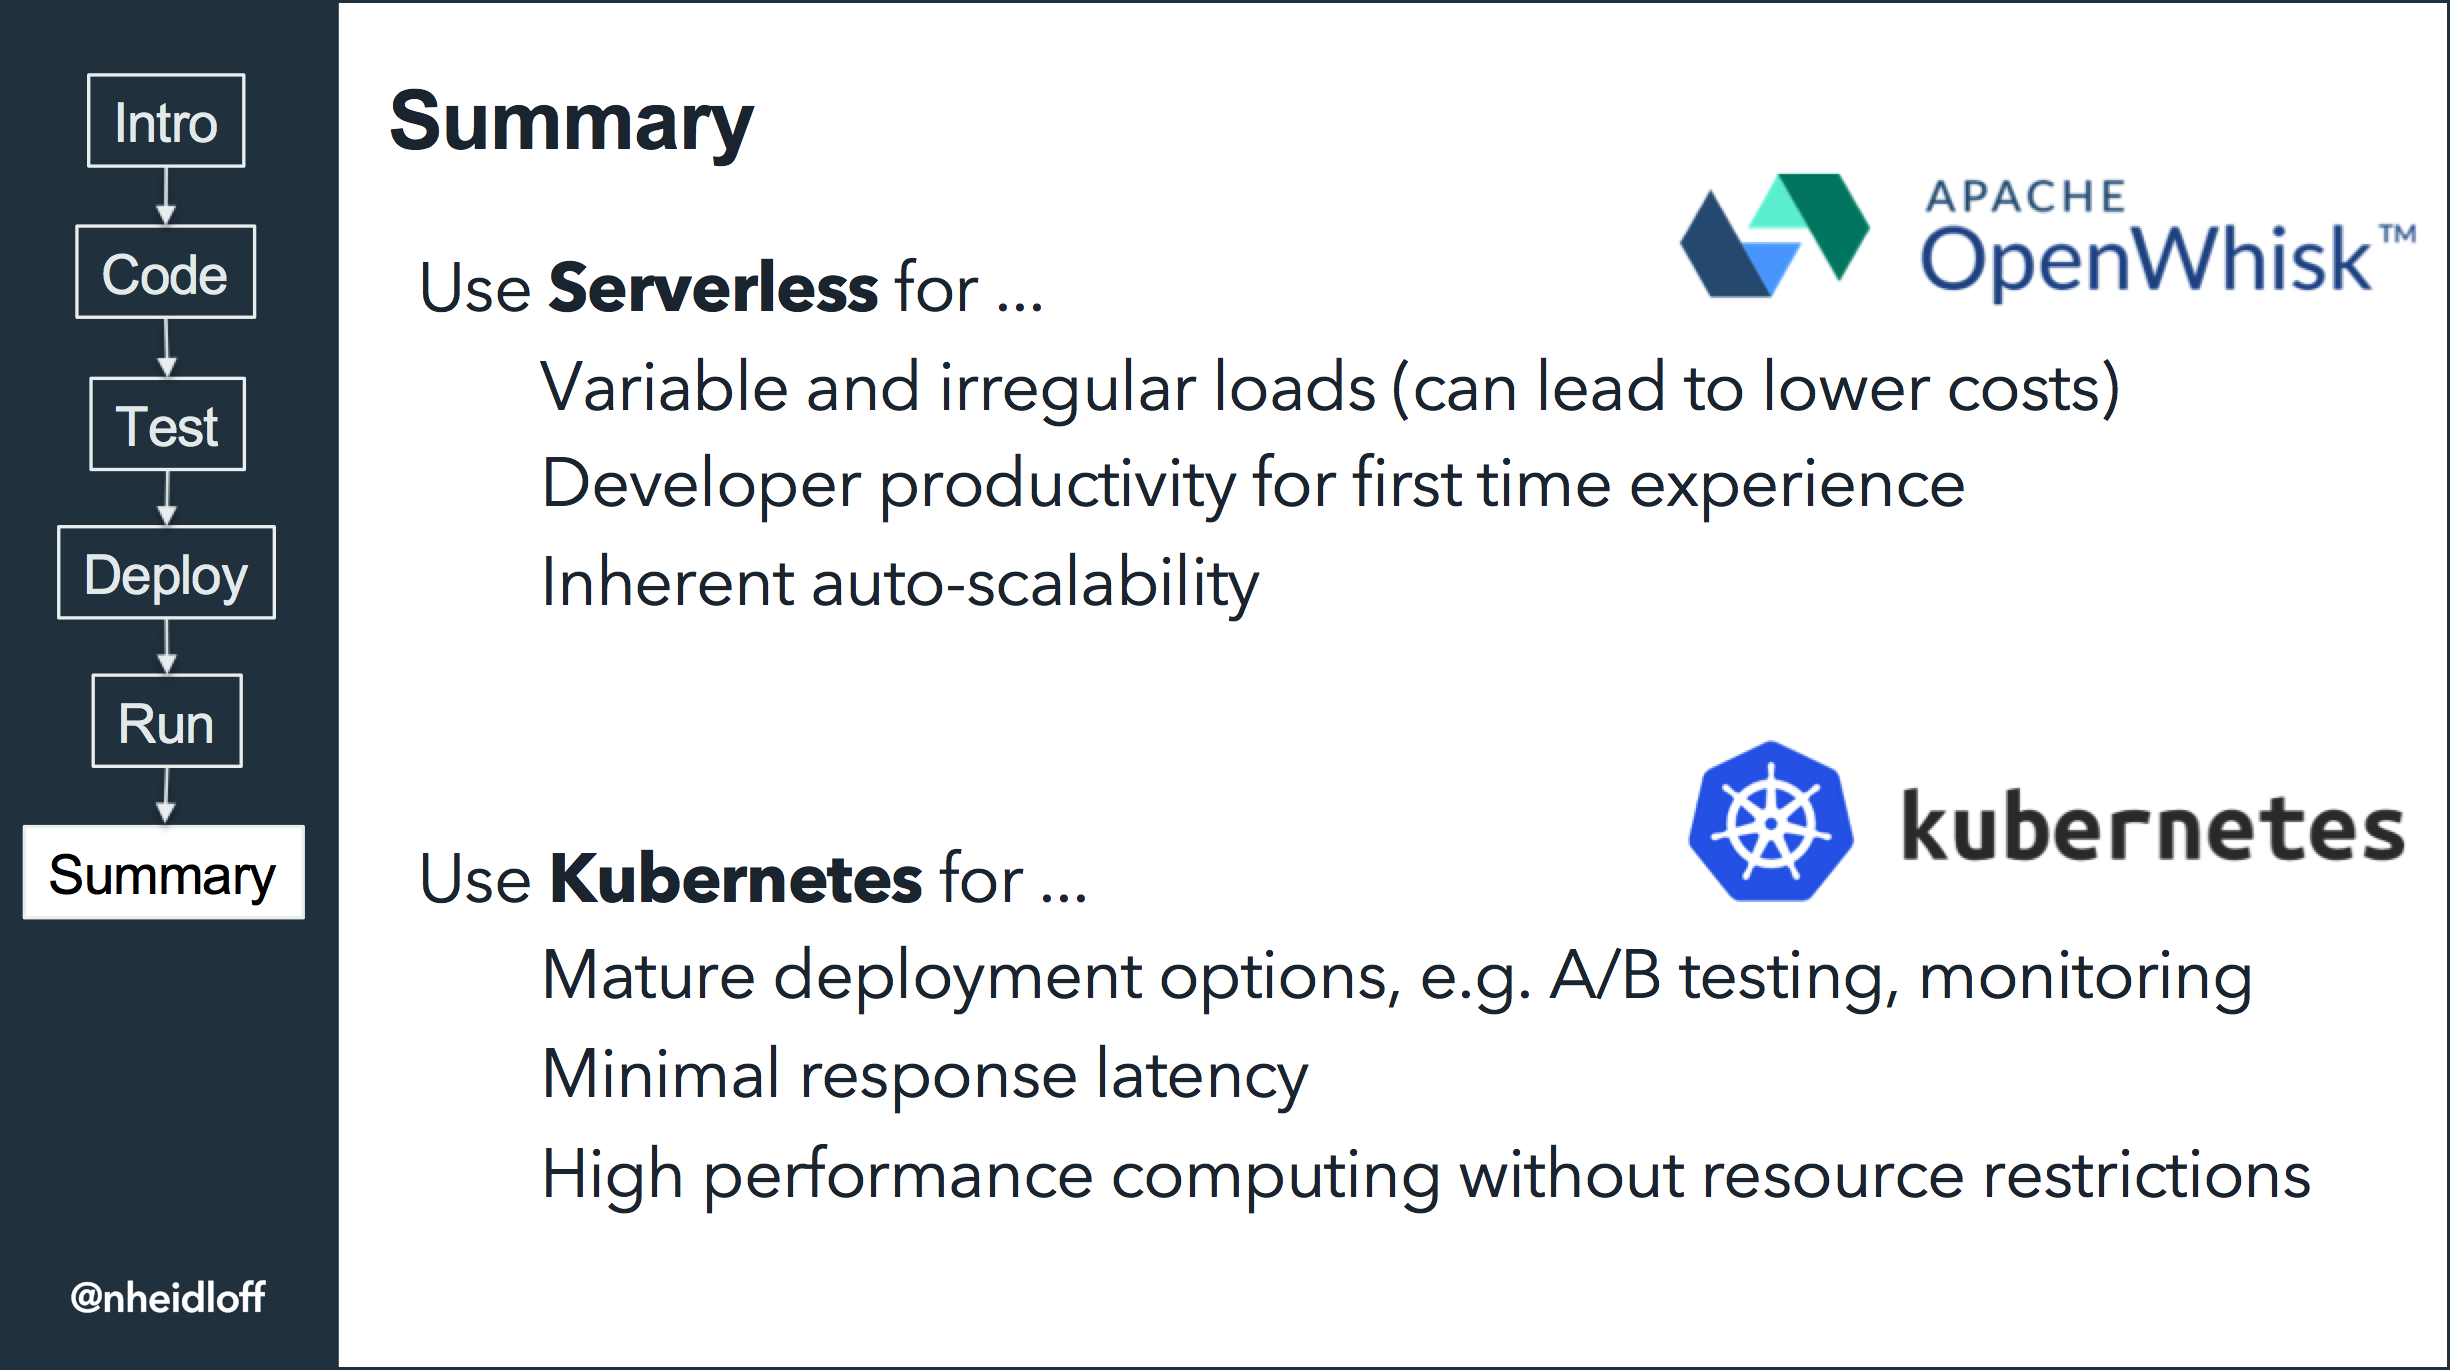 Intro
Code
Test
Deploy
Run
Summary
@nheidloff
Summary
APACHE
OpenWhisk™
Use Serverless for ...
Variable and irregular loads (can lead to lower costs)
Developer productivity for first time experience
Inherent auto-scalability
kubernetes
Use Kubernetes for ...
Mature deployment options, e.g. A/B testing, monitoring
Minimal response latency
High performance computing without resource restrictions